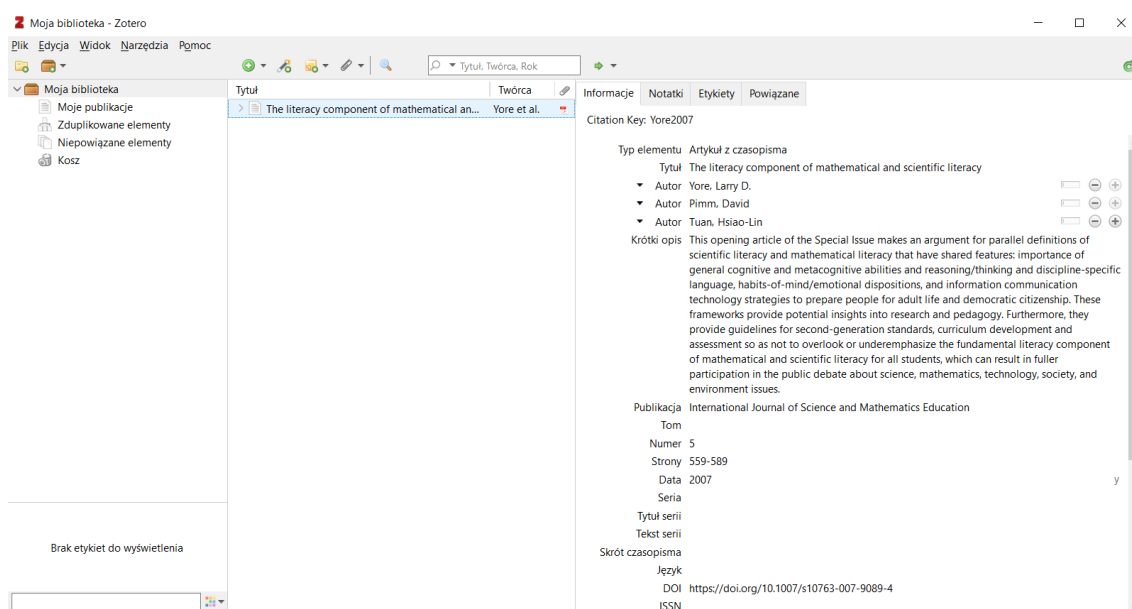 Moja biblioteka - Zotero
Plik Edycja Widok Narzędzia Pomoc
Tytuł, Twórca, Rok
Moja biblioteka
Moje publikacje
Zduplikowane elementy
Niepowiązane elementy
Kosz
Brak etykiet do wyświetlenia
Tytuł Twórca
The literacy component of mathematical an... Yore et al.
Informacje Notatki Etykiety Powiązane
Citation Key: Yore2007
Typ elementu Artykuł z czasopisma
Tytuł The literacy component of mathematical and scientific literacy
Autor Yore, Larry D.
Autor Pimm, David
Autor Tuan, Hsiao-Lin
Krótki opis This opening article of the Special Issue makes an argument for parallel definitions of
scientific literacy and mathematical literacy that have shared features: importance of
general cognitive and metacognitive abilities and reasoning/thinking and discipline-specific
language, habits-of-mind/emotional dispositions, and information communication
technology strategies to prepare people for adult life and democratic citizenship. These
frameworks provide potential insights into research and pedagogy. Furthermore, they
provide guidelines for second-generation standards, curriculum development and
assessment so as not to overlook or underemphasize the fundamental literacy component
of mathematical and scientific literacy for all students, which can result in fuller
participation in the public debate about science, mathematics, technology, society, and
environment issues.
Publikacja International Journal of Science and Mathematics Education
Tom
Numer 5
Strony 559-589
Data 2007 y
Seria
Tytuł serii
Tekst serii
Skrót czasopisma
Język
DOI https://doi.org/10.1007/s10763-007-9089-4
ISSN